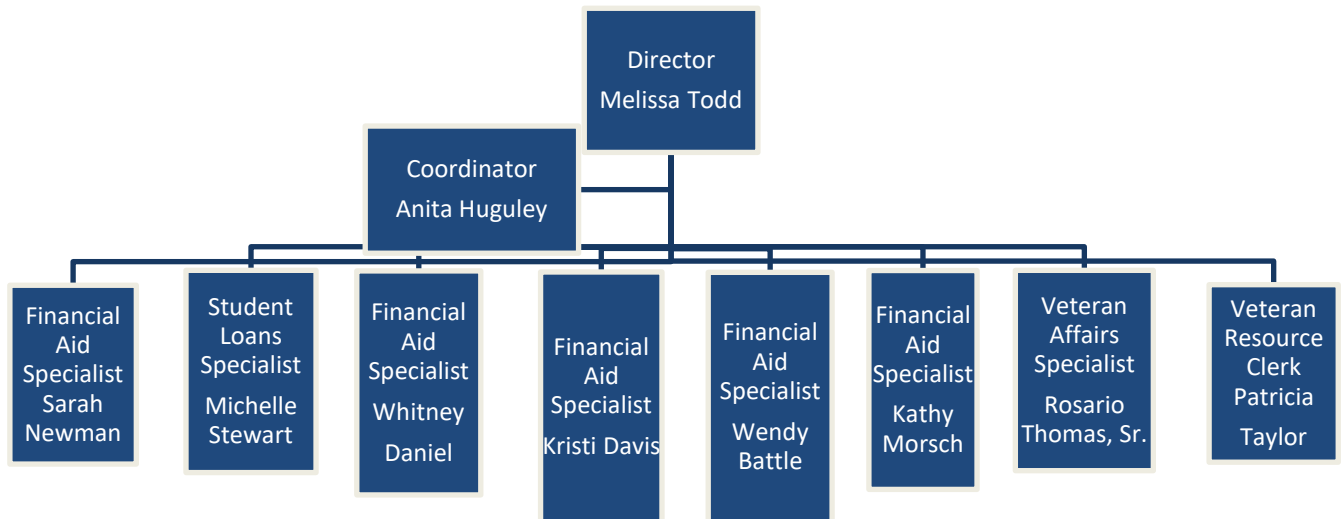 Director
Melissa Todd
Coordinator
Anita Huguley
Financial
Aid
Specialist
Sarah
Newman
Student
Loans
Specialist
Michelle
Stewart
Financial
Aid
Specialist
Whitney
Daniel
Financial
Aid
Specialist
Kristi Davis
Financial
Aid
Specialist
Wendy
Battle
Financial
Aid
Specialist
Kathy
Morsch
Veteran
Affairs
Specialist
Rosario
Thomas, Sr.
Veteran
Resource
Clerk
Patricia
Taylor